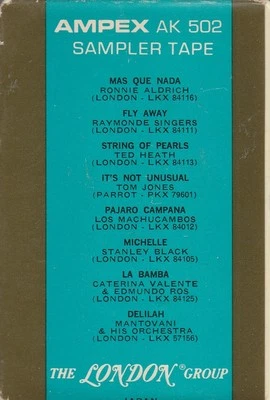 AMPEX AK 502
SAMPLER TAPE
MAS QUE NADA
RONNIE ALDRICH
(LONDON - LKX 84116)
FLY AWAY
RAYMONDE SINGERS
(LONDON - LKX 84111)
STRING OF PEARLS
TED HEATH
(LONDON - LKX 84113)
IT'S NOT UNUSUAL
TOM JONES
(PARROT - PKX 79601)
PAJARO CAMPANA
LOS MACHUCAMBOS
(LONDON - LKX 84012)
MICHELLE
STANLEY BLACK
(LONDON - LKX 84105)
LA BAMBA
CATERINA VALENTE
& EDMUNDO ROS
(LONDON - LKX 84125)
DELILAH
MANTOVANI
& HIS ORCHESTRA
(LONDON - LKX 57156)
THE LONDON® GROUP
JAPAN